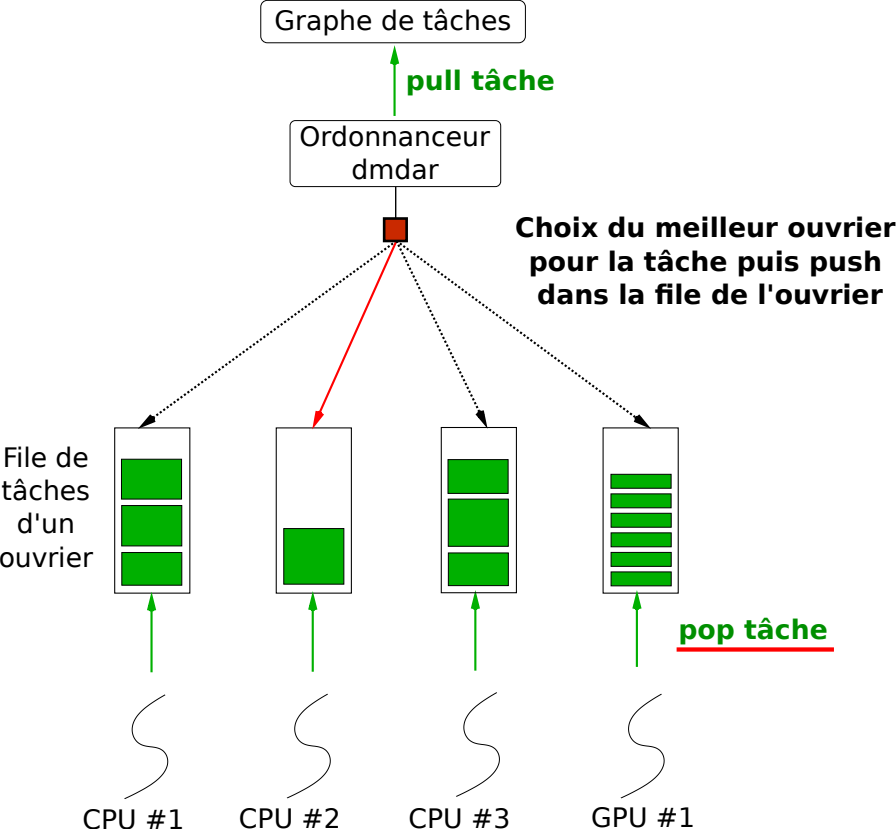 Graphe de tâches
pull tâche
Ordonnanceur
dmdar
Choix du meilleur ouvrier
pour la tâche puis push
dans la file de l'ouvrier
File de
tâches
d'un
ouvrier
pop tâche
CPU #1
CPU #2
CPU #3
GPU #1